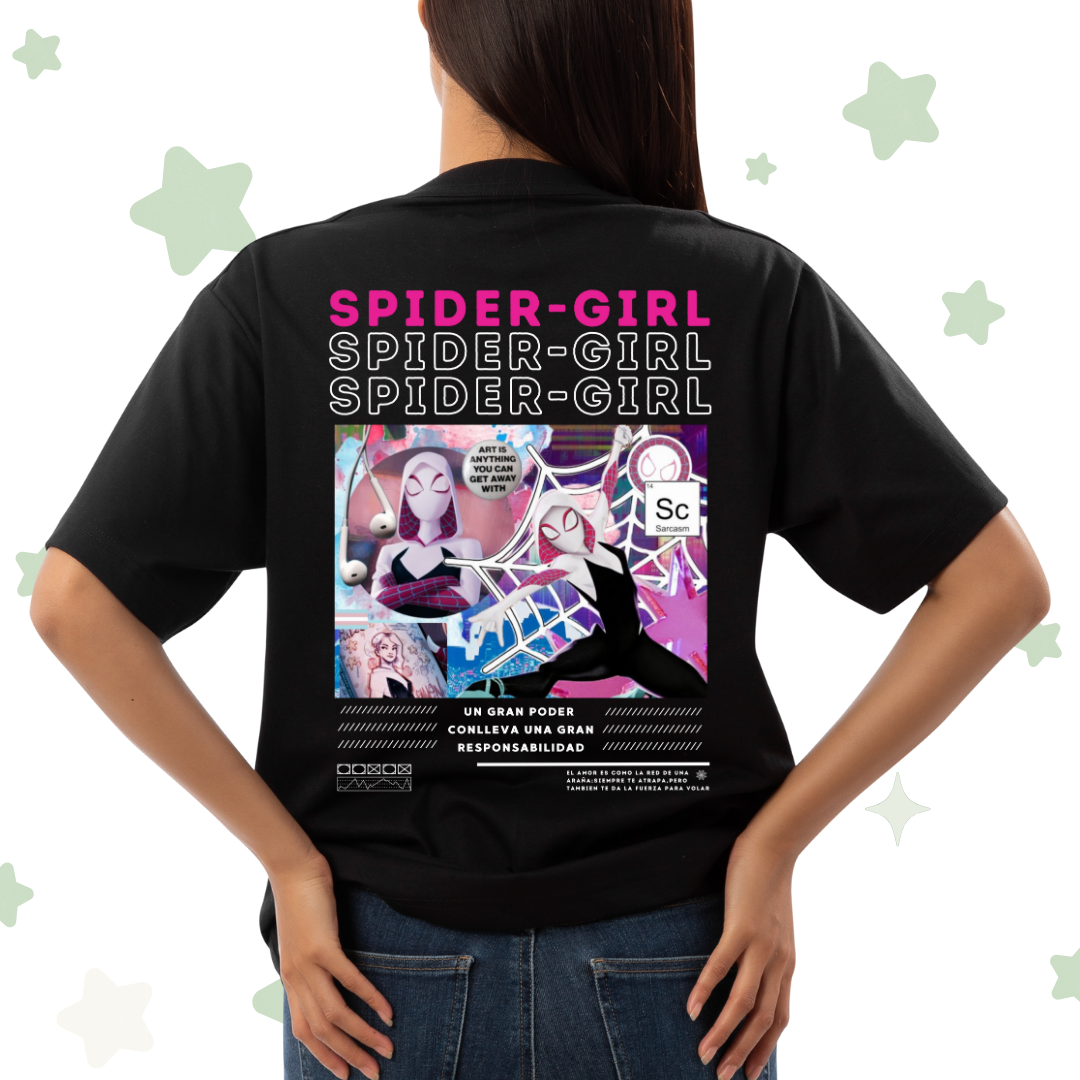 SPIDER-GIRL
SPIDER-GIRL
SPIDER-GIRL
ART IS
ANYTHING
YOU CAN
GET AWAY
WITH
14
Sc
Sarcasm
UN GRAN PODER
CONLLEVA UNA GRAN
RESPONSABILIDAD
EL AMOR ES COMO LA RED DE UNA
ARAÑA:SIEMPRE TE ATRAPA,PERO
TAMBIEN TE DA LA FUERZA PARA VOLAR